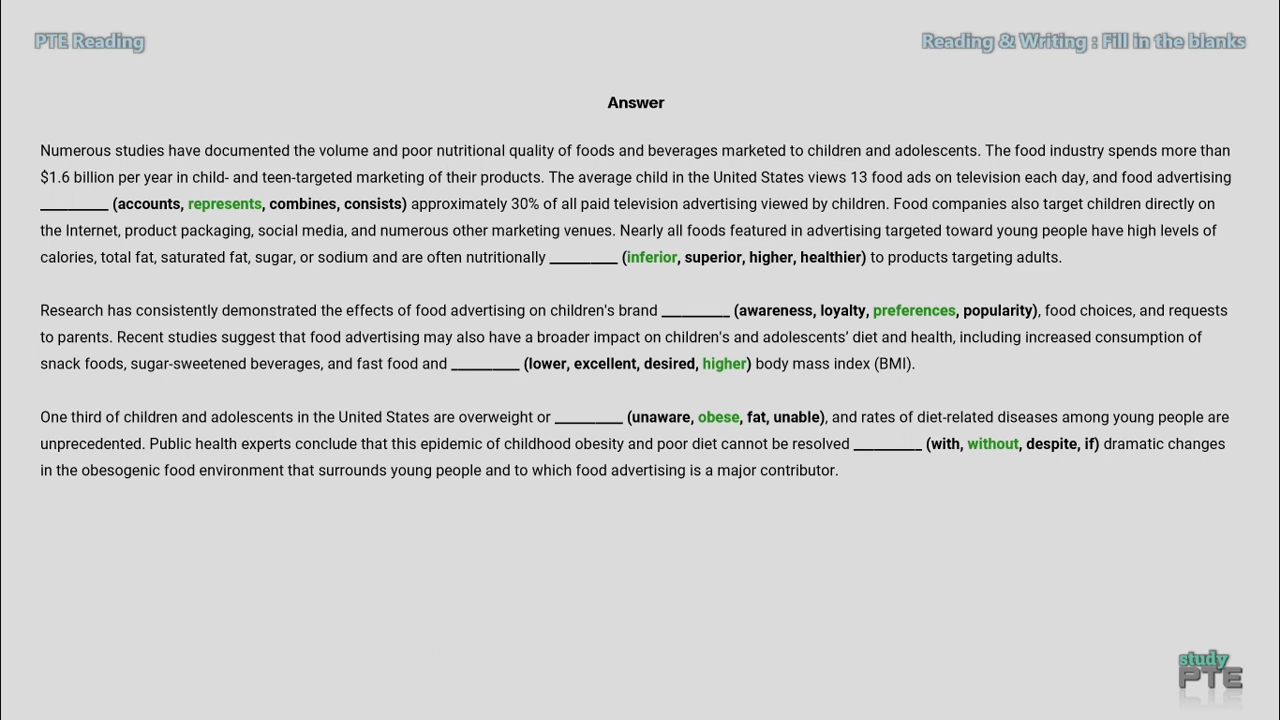 PTE Reading
Reading & Writing : Fill in the blanks
Answer
Numerous studies have documented the volume and poor nutritional quality of foods and beverages marketed to children and adolescents. The food industry spends more than
$1.6 billion per year in child- and teen-targeted marketing of their products. The average child in the United States views 13 food ads on television each day, and food advertising
________ (accounts, represents, combines, consists) approximately 30% of all paid television advertising viewed by children. Food companies also target children directly on
the Internet, product packaging, social media, and numerous other marketing venues. Nearly all foods featured in advertising targeted toward young people have high levels of
calories, total fat, saturated fat, sugar, or sodium and are often nutritionally ________ (inferior, superior, higher, healthier) to products targeting adults.
Research has consistently demonstrated the effects of food advertising on children's brand ________ (awareness, loyalty, preferences, popularity), food choices, and requests
to parents. Recent studies suggest that food advertising may also have a broader impact on children's and adolescents’ diet and health, including increased consumption of
snack foods, sugar-sweetened beverages, and fast food and ________ (lower, excellent, desired, higher) body mass index (BMI).
One third of children and adolescents in the United States are overweight or ________ (unaware, obese, fat, unable), and rates of diet-related diseases among young people are
unprecedented. Public health experts conclude that this epidemic of childhood obesity and poor diet cannot be resolved ________ (with, without, despite, if) dramatic changes
in the obesogenic food environment that surrounds young people and to which food advertising is a major contributor.
study
PTE